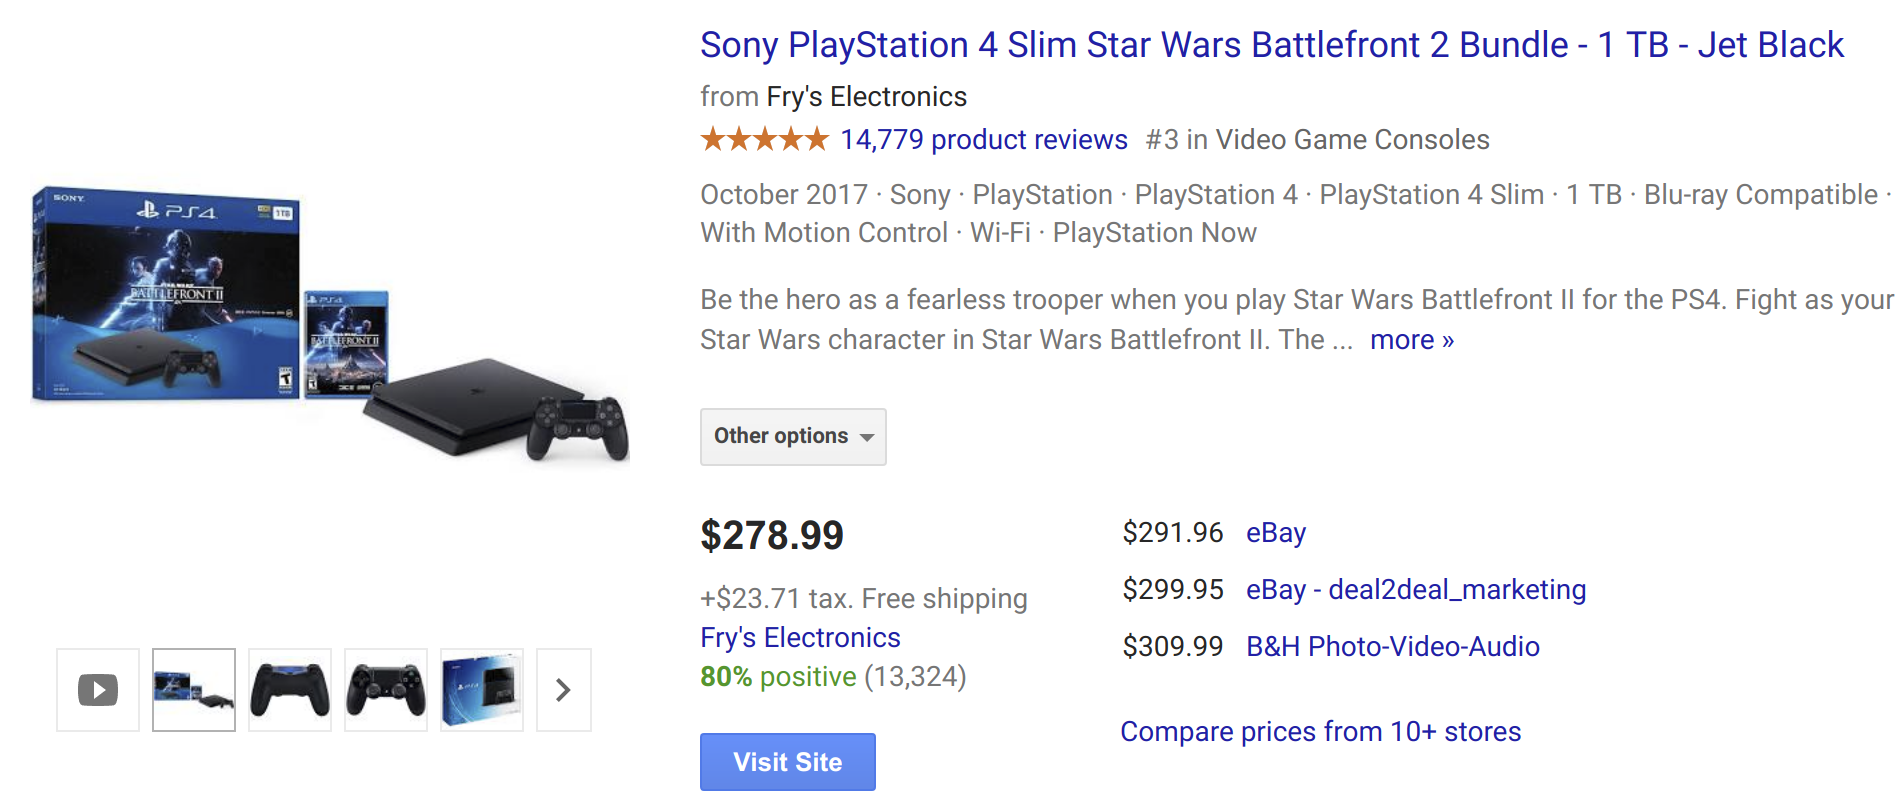 Sony PlayStation 4 Slim Star Wars Battlefront 2 Bundle - 1 TB - Jet Black
from Fry's Electronics
14,779 product reviews #3 in Video Game Consoles
October 2017 · Sony · PlayStation · PlayStation 4 · PlayStation 4 Slim · 1 TB · Blu-ray Compatible ·
With Motion Control · Wi-Fi · PlayStation Now
Be the hero as a fearless trooper when you play Star Wars Battlefront II for the PS4. Fight as your
Star Wars character in Star Wars Battlefront II. The ... more »
SONY
PS4
1TB
STAR WARS
BATTLEFRONT II
T
PS4
BATTLEFRONT II
T
Other options
$278.99
+$23.71 tax. Free shipping
Fry's Electronics
80% positive (13,324)
Visit Site
$291.96 eBay
$299.95 eBay - deal2deal_marketing
$309.99 B&H Photo-Video-Audio
Compare prices from 10+ stores